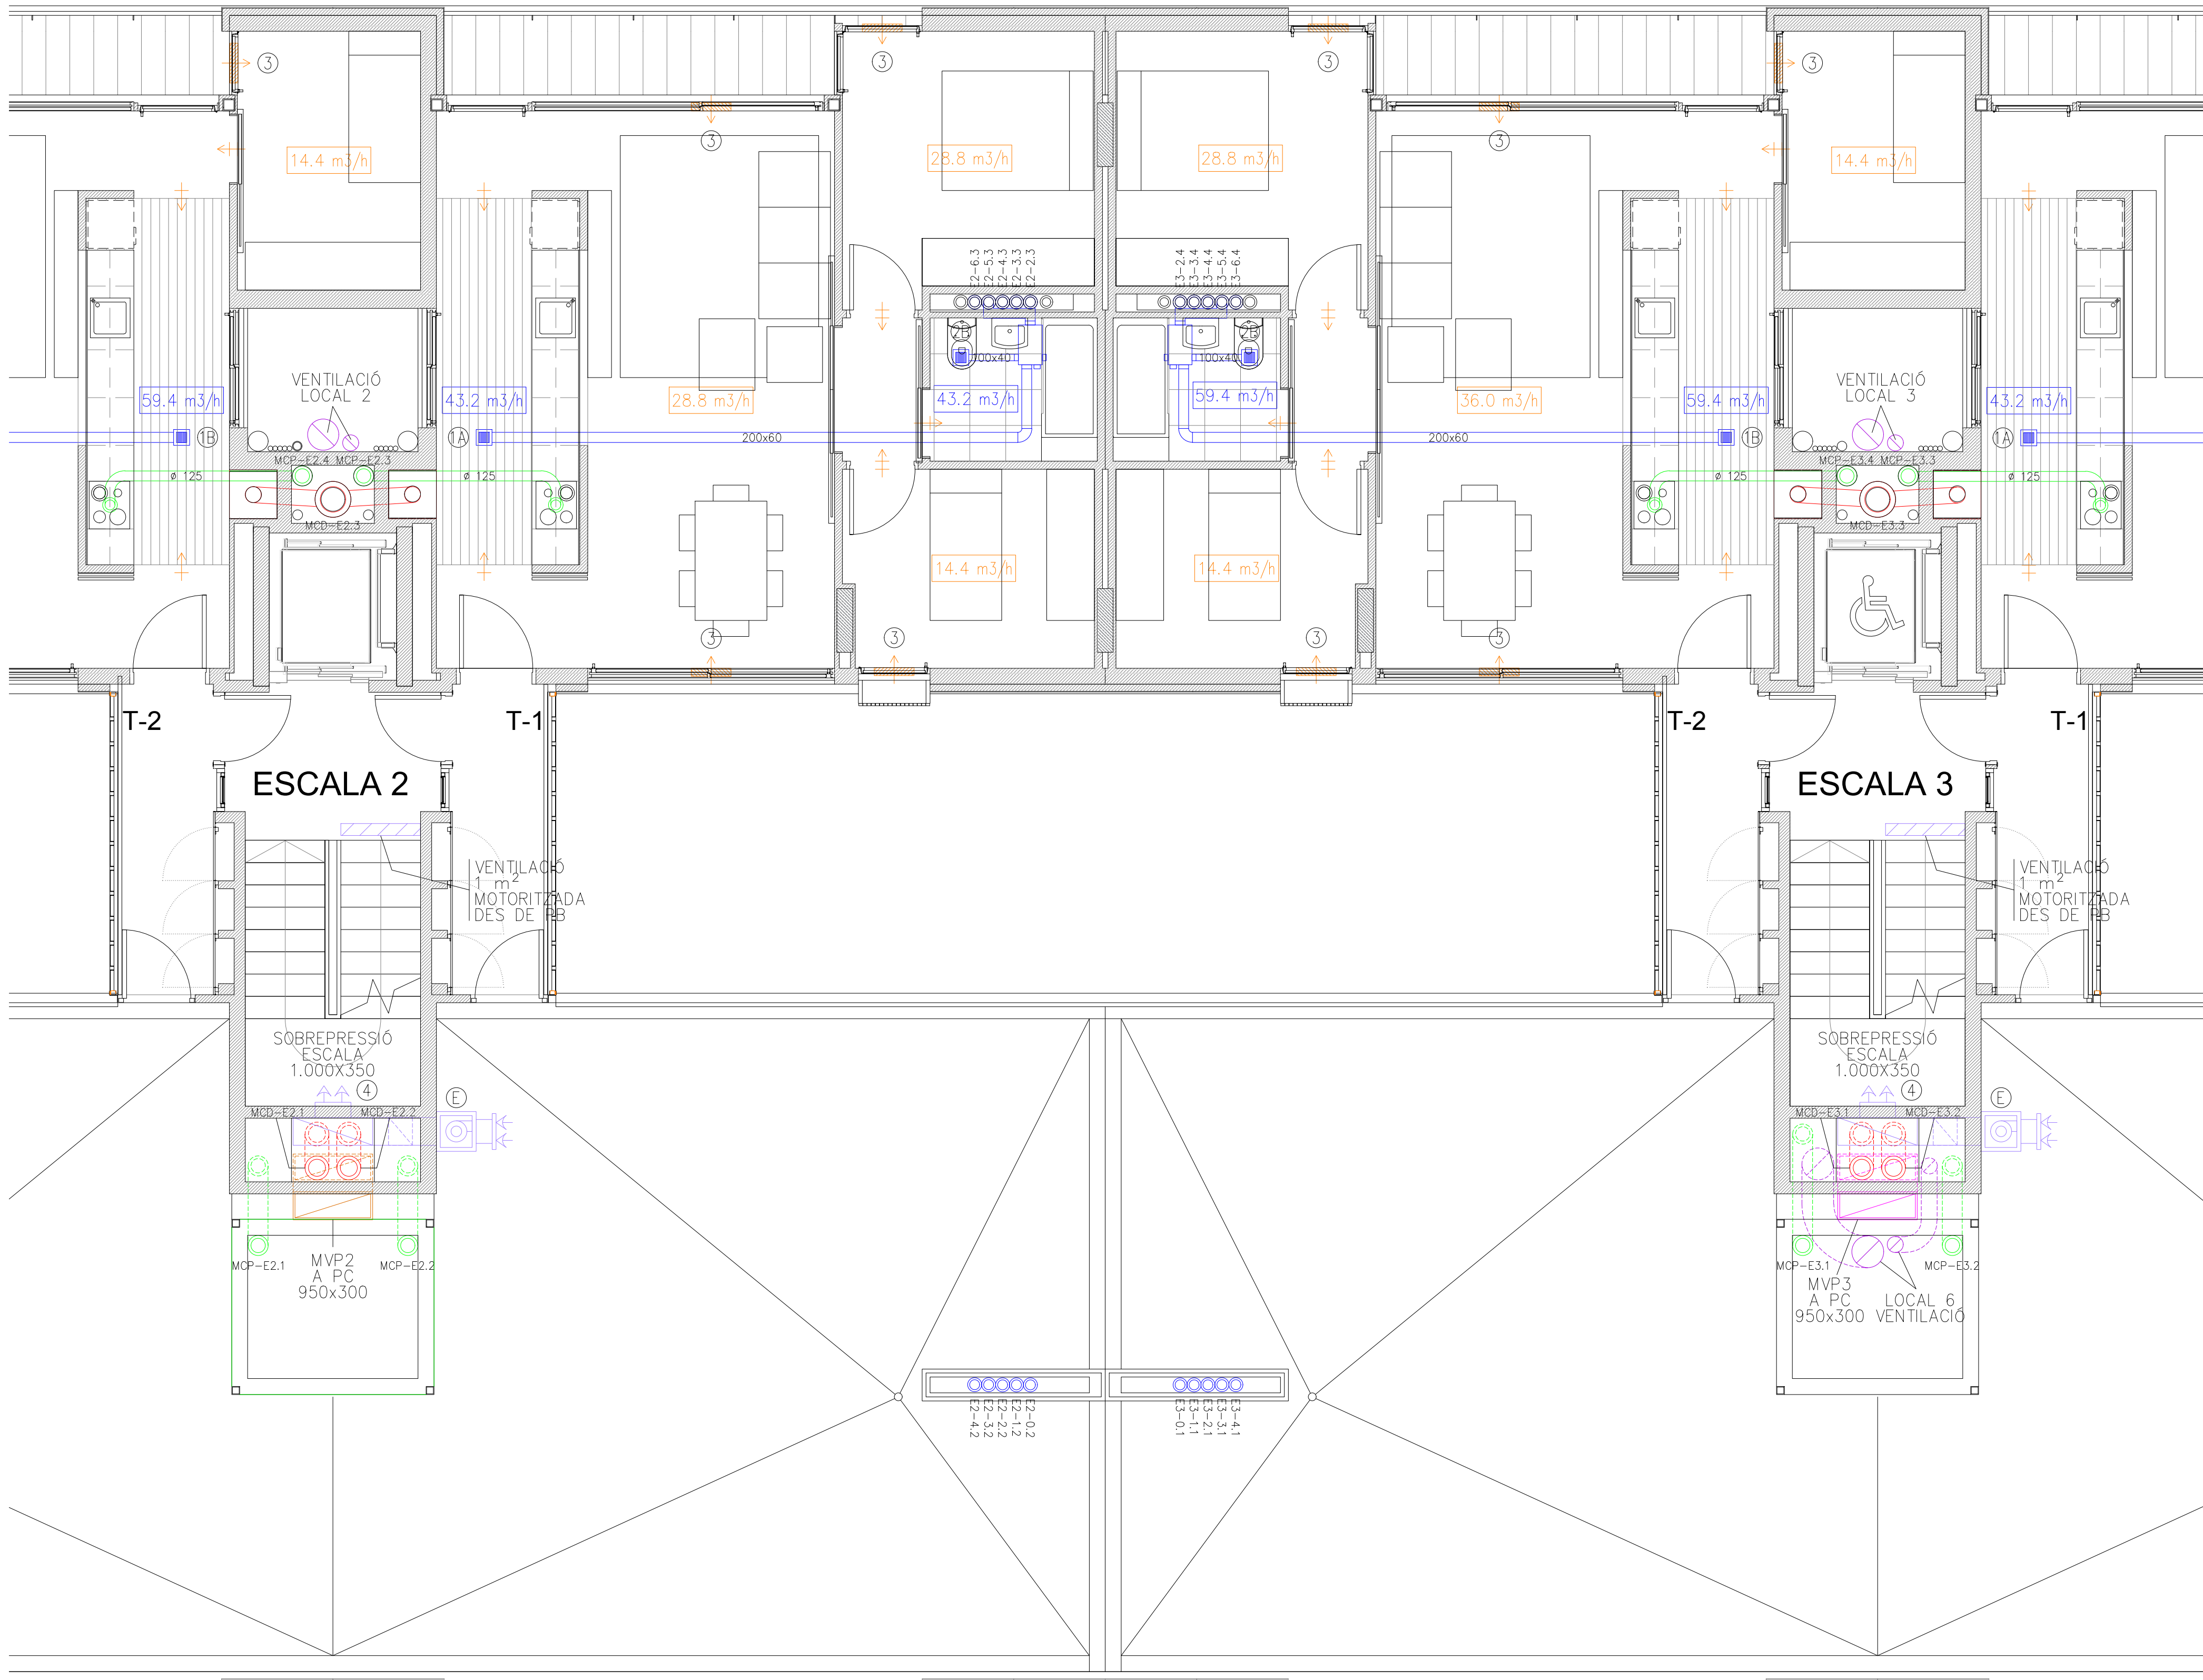 3
3
3
3
14.4 m3/h
3
28.8 m3/h
28.8 m3/h
3
14.4 m3/h
E2-6.3
E2-5.3
E2-4.3
E2-3.3
E2-2.3
E3-2.4
E3-3.4
E3-4.4
E3-5.4
E3-6.4
2B
100x40
100x40
2B
VENTILACIÓ
LOCAL 2
VENTILACIÓ
LOCAL 3
59.4 m3/h
43.2 m3/h
28.8 m3/h
43.2 m3/h
59.4 m3/h
36.0 m3/h
59.4 m3/h
43.2 m3/h
1B
1A
200x60
200x60
1B
1A
MCP-E2.4 MCP-E2.3
MCP-E3.4 MCP-E3.3
ø 125
ø 125
ø 125
ø 125
MCD-E2.3
MCD-E3.3
14.4 m3/h
14.4 m3/h
3
3
3
3
T-2
T-1
T-2
T-1
ESCALA 2
ESCALA 3
VENTILACIÓ
1 m2
MOTORITZADA
DES DE PB
VENTILACIÓ
1 m2
MOTORITZADA
DES DE PB
SOBREPRESSIÓ
ESCALA
1.000X350
SOBREPRESSIÓ
ESCALA
1.000X350
4
E
4
E
MCD-E2.1
MCD-E2.2
MCD-E3.1
MCD-E3.2
MCP-E2.1
MVP2
A PC
950x300
MCP-E2.2
MCP-E3.1
MCP-E3.2
MVP3
A PC
950x300
LOCAL 6
VENTILACIÓ
E2-4.2
E2-3.2
E2-2.2
E2-1.2
E2-0.2
E3-0.1
E3-1.1
E3-2.1
E3-3.1
E3-4.1